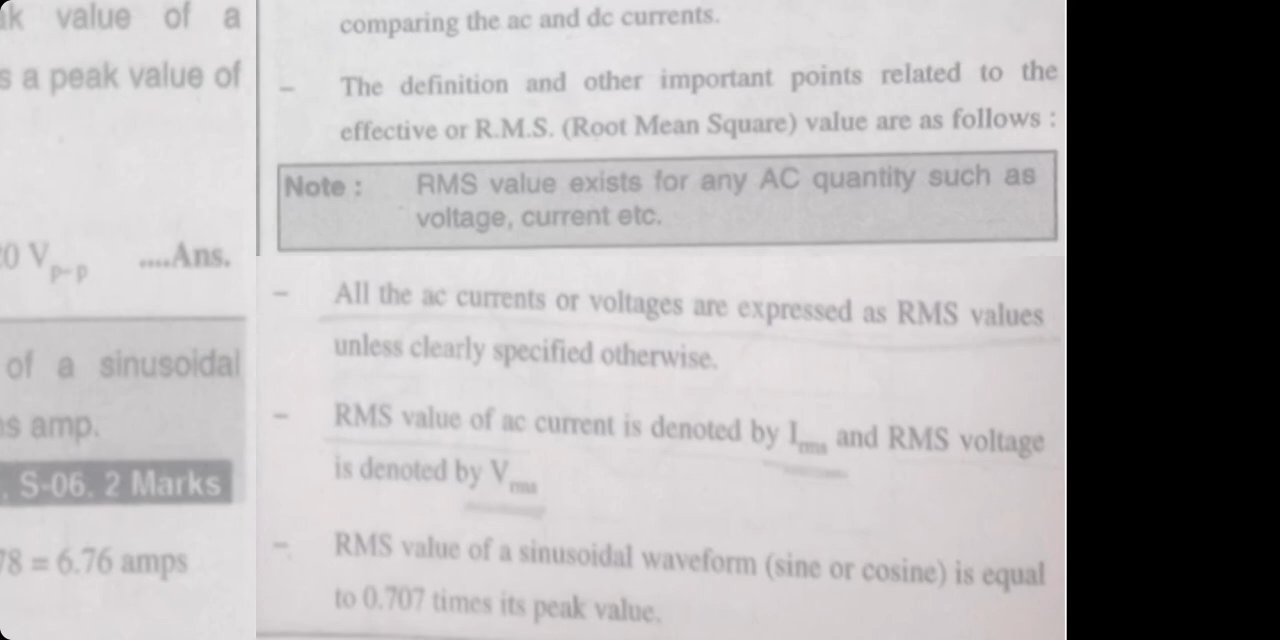 k value of a
s a peak value of
0 V p-p ....Ans.
of a sinusoidal
s amp.
, S-06, 2 Marks
78 = 6.76 amps
comparing the ac and dc currents.
– The definition and other important points related to the
effective or R.M.S. (Root Mean Square) value are as follows :
Note : RMS value exists for any AC quantity such as
voltage, current etc.
– All the ac currents or voltages are expressed as RMS values
unless clearly specified otherwise.
– RMS value of ac current is denoted by I rms and RMS voltage
is denoted by V rms
– RMS value of a sinusoidal waveform (sine or cosine) is equal
to 0.707 times its peak value.